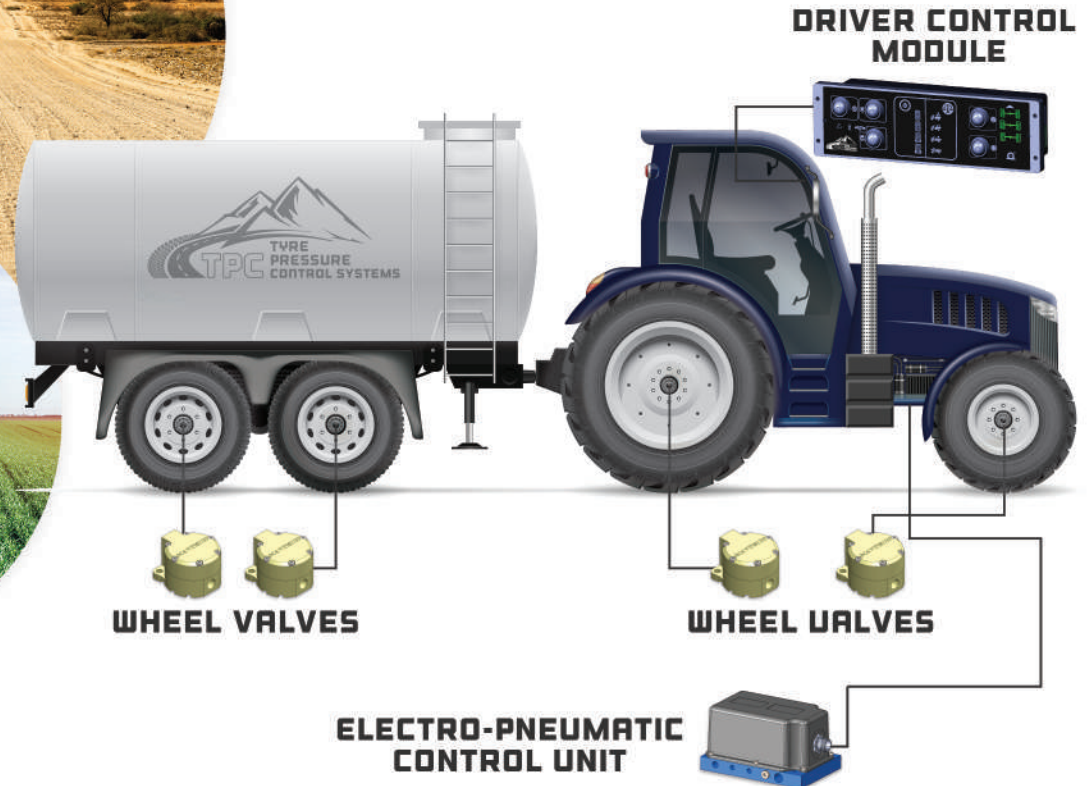 DRIVER CONTROL
MODULE
TPC
TYRE
PRESSURE
CONTROL SYSTEMS
WHEEL VALVES
WHEEL UALVES
ELECTRO-PNEUMATIC
CONTROL UNIT